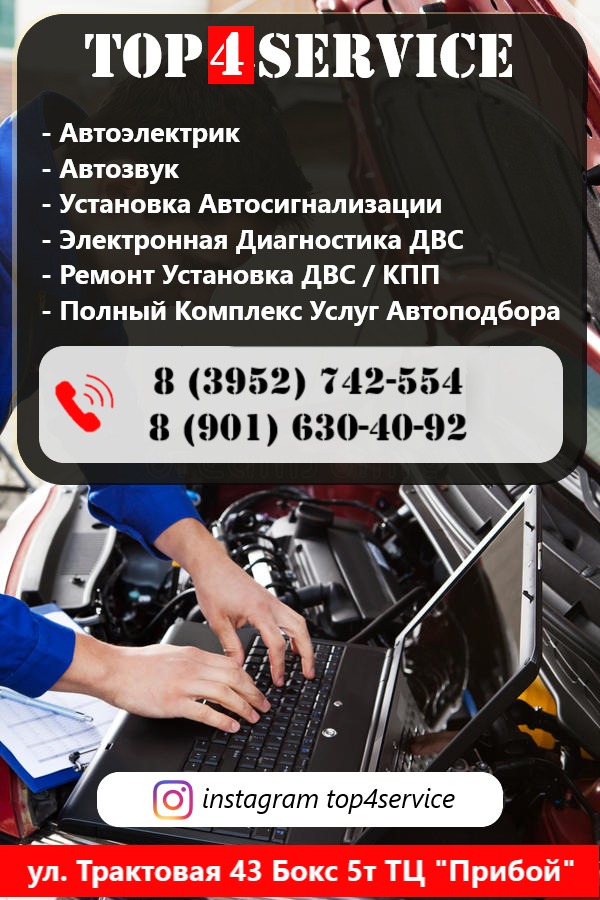 TOP4SERVICE
- Автоэлектрик
- Автозвук
- Установка Автосигнализации
- Электронная Диагностика ДВС
- Ремонт Установка ДВС / КПП
- Полный Комплекс Услуг Автоподбора
8 (3952) 742-554
8 (901) 630-40-92
instagram top4service
ул. Трактовая 43 Бокс 5т ТЦ "Прибой"